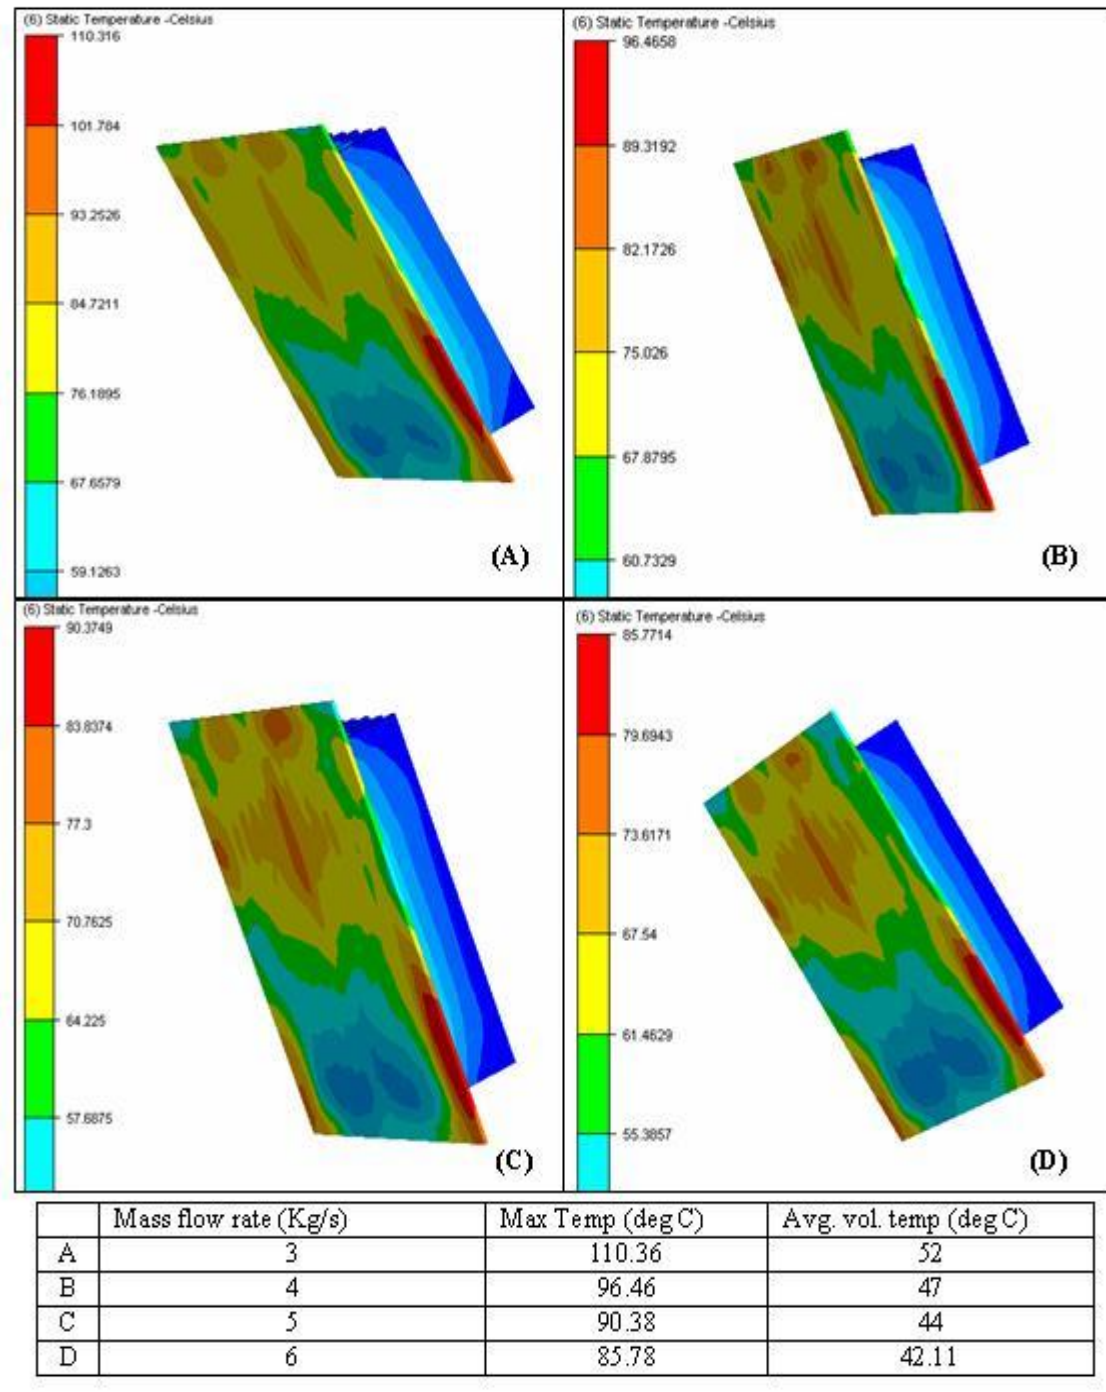 (6) Static Temperature -Celsius
110.316
101.784
93.2526
84.7211
76.1895
67.6579
59.1263
(A)
(6) Static Temperature -Celsius
96.4658
89.3192
82.1726
75.026
67.8795
60.7329
(B)
(6) Static Temperature -Celsius
90.3749
83.8374
77.3
70.7625
64.225
57.6875
(C)
(6) Static Temperature -Celsius
85.7714
79.6943
73.6171
67.54
61.4629
55.3857
(D)
Mass flow rate (Kg/s) Max Temp (deg C) Avg. vol. temp (deg C)
A 3 110.36 52
B 4 96.46 47
C 5 90.38 44
D 6 85.78 42.11